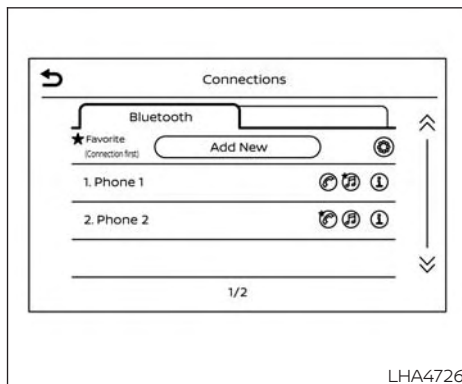 Connections
Bluetooth
★Favorite
(Connection first)
Add New
1. Phone 1
2. Phone 2
1/2
LHA4726